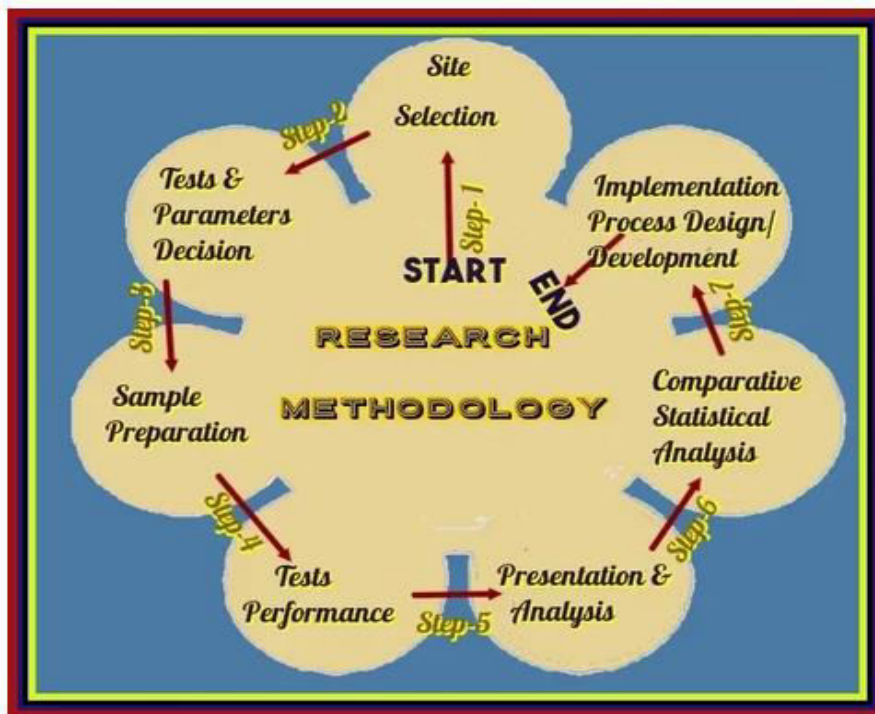 Site
Selection
Step-2
Step- 1
START
Tests &
Parameters
Decision
Implementation
Process Design/
Development
END
Step-3
Step-7
RESEARCH
METHODOLOGY
Sample
Preparation
Comparative
Statistical
Analysis
Step-4
Step-6
Tests
Performance
Step-5
Presentation &
Analysis